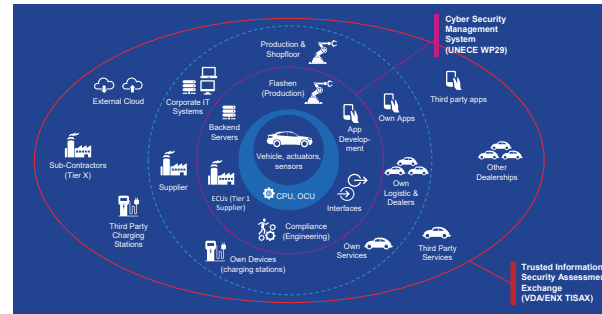 Cyber Security
Management
System
(UNECE WP29)
Production &
Shopfloor
Flashen
(Production)
External Cloud
Corporate IT
Systems
Third party apps
Own Apps
Backend
Servers
App
Develop-
ment
Vehicle, actuators,
sensors
Sub-Contractors
(Tier X)
Supplier
ECUs (Tier 1
Supplier)
CPU, OCU
Interfaces
Own
Logistic &
Dealers
Other
Dealerships
Third Party
Charging
Stations
Compliance
(Engineering)
Own Devices
(charging stations)
Own
Services
Third Party
Services
Trusted Information
Security Assessment
Exchange
(VDA/ENX TISAX)